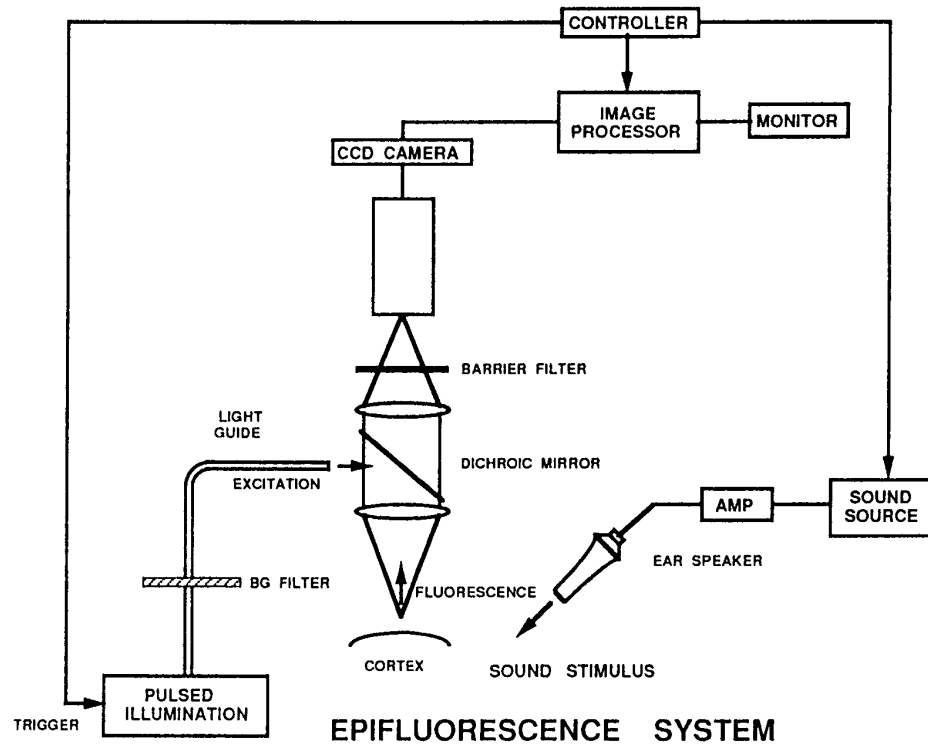 CONTROLLER
IMAGE
PROCESSOR
MONITOR
CCD CAMERA
BARRIER FILTER
LIGHT
GUIDE
DICHROIC MIRROR
EXCITATION
AMP
SOUND
SOURCE
EAR SPEAKER
BG FILTER
FLUORESCENCE
CORTEX
SOUND STIMULUS
PULSED
ILLUMINATION
TRIGGER
EPIFLUORESCENCE SYSTEM